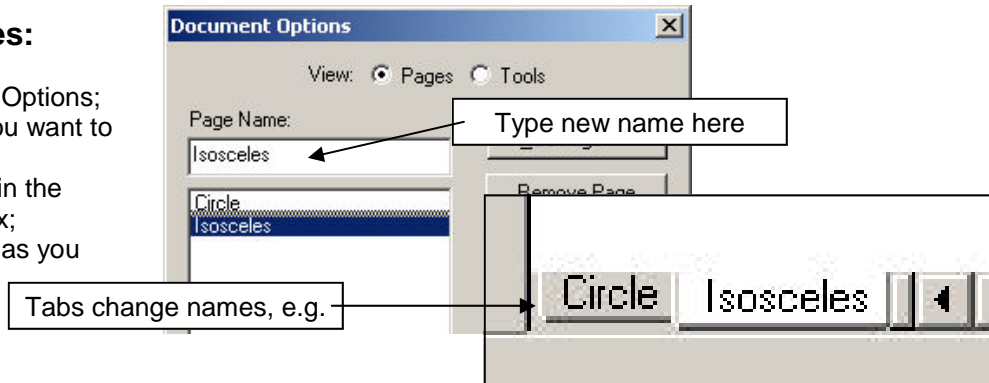 es:
Options;
ou want to
in the
x;
as you
Document Options
View: Pages Tools
Page Name:
Type new name here
Isosceles
Remove Page
Circle
Isosceles
Tabs change names, e.g.
Circle Isosceles